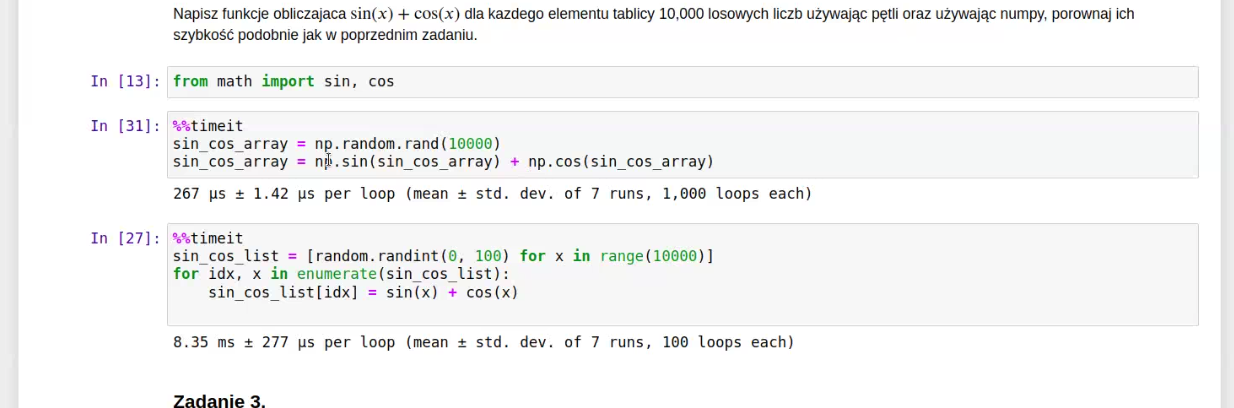 Napisz funkcje obliczajaca sin(x) + cos(x) dla kazdego elementu tablicy 10,000 losowych liczb używając pętli oraz używając numpy, porownaj ich
szybkość podobnie jak w poprzednim zadaniu.
In [13]: from math import sin, cos
In [31]: %%timeit
sin_cos_array = np.random.rand(10000)
sin_cos_array = np.sin(sin_cos_array) + np.cos(sin_cos_array)
267 µs ± 1.42 µs per loop (mean ± std. dev. of 7 runs, 1,000 loops each)
In [27]: %%timeit
sin_cos_list = [random.randint(0, 100) for x in range(10000)]
for idx, x in enumerate(sin_cos_list):
    sin_cos_list[idx] = sin(x) + cos(x)
8.35 ms ± 277 µs per loop (mean ± std. dev. of 7 runs, 100 loops each)
Zadanie 3.